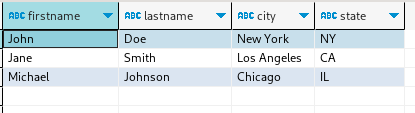 ABC firstname ABC lastname ABC city ABC state
John Doe New York NY
Jane Smith Los Angeles CA
Michael Johnson Chicago IL